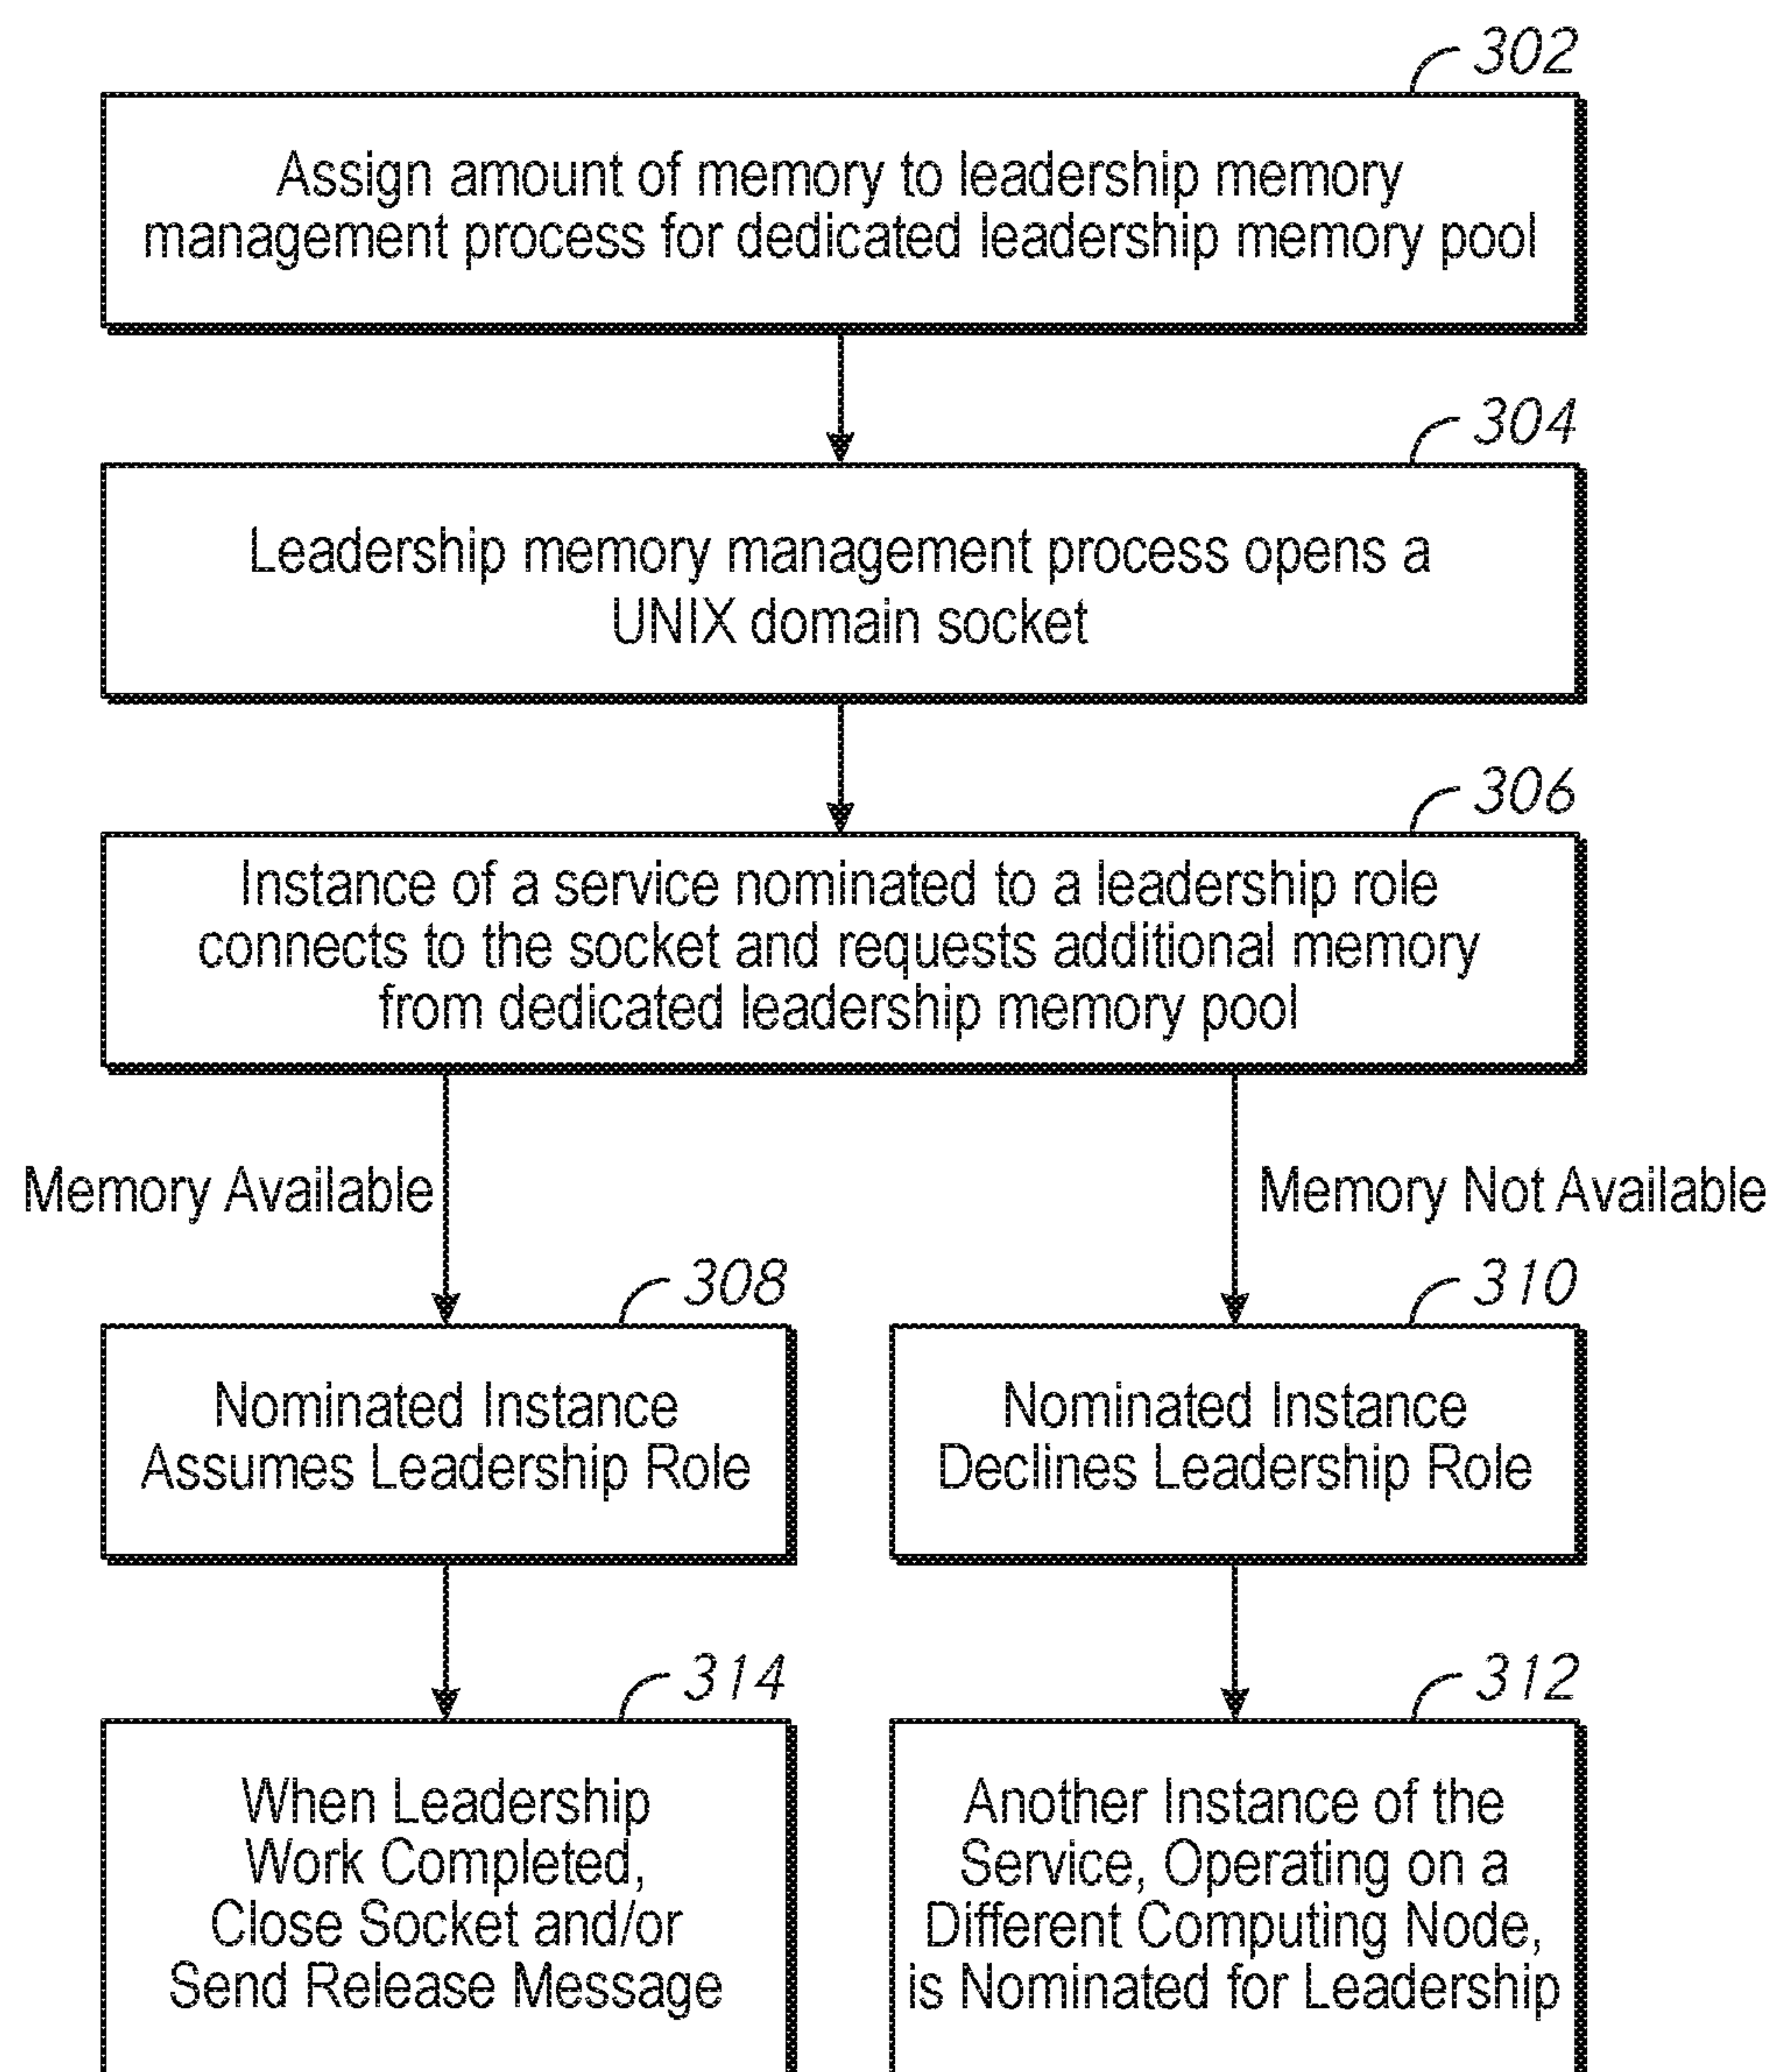 302
Assign amount of memory to leadership memory
management process for dedicated leadership memory pool
304
Leadership memory management process opens a
UNIX domain socket
306
Instance of a service nominated to a leadership role
connects to the socket and requests additional memory
from dedicated leadership memory pool
Memory Available
Memory Not Available
308
Nominated Instance
Assumes Leadership Role
310
Nominated Instance
Declines Leadership Role
314
When Leadership
Work Completed,
Close Socket and/or
Send Release Message
312
Another Instance of the
Service, Operating on a
Different Computing Node,
is Nominated for Leadership